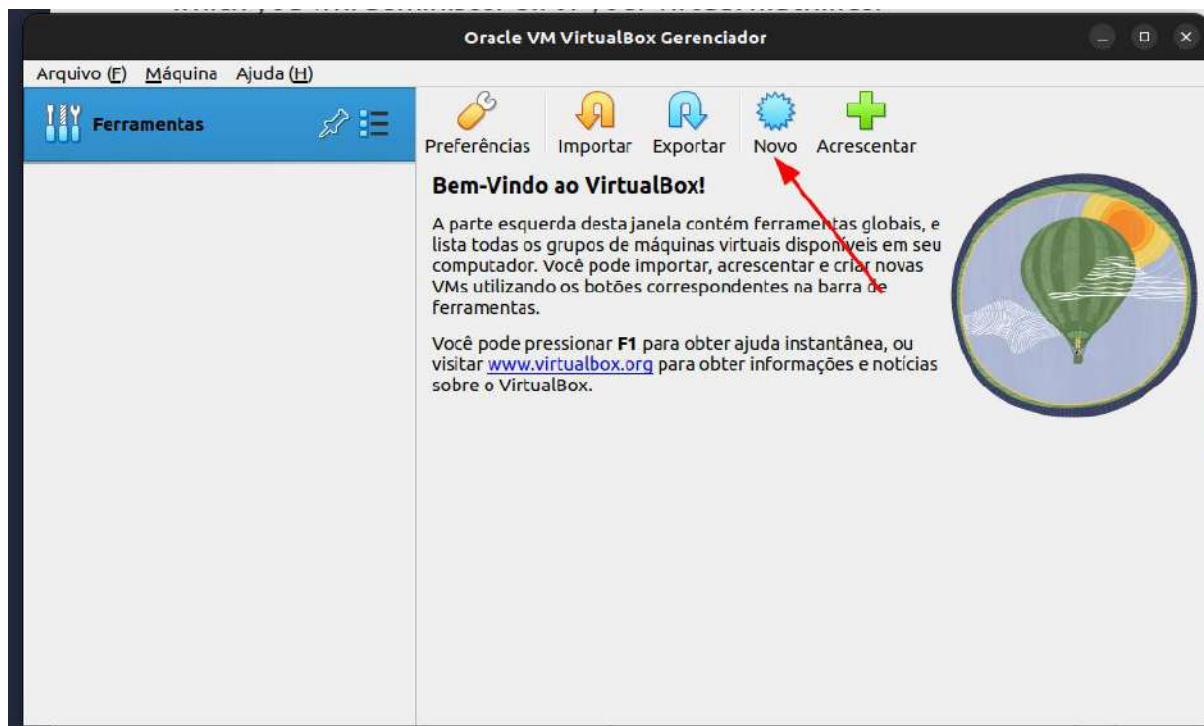 Oracle VM VirtualBox Gerenciador
Arquivo (F) Máquina Ajuda (H)
Ferramentas
Preferências Importar Exportar Novo Acrescentar
Bem-Vindo ao VirtualBox!
A parte esquerda desta janela contém ferramentas globais, e
lista todas os grupos de máquinas virtuais disponíveis em seu
computador. Você pode importar, acrescentar e criar novas
VMs utilizando os botões correspondentes na barra de
ferramentas.
Você pode pressionar F1 para obter ajuda instantânea, ou
visitar www.virtualbox.org para obter informações e notícias
sobre o VirtualBox.